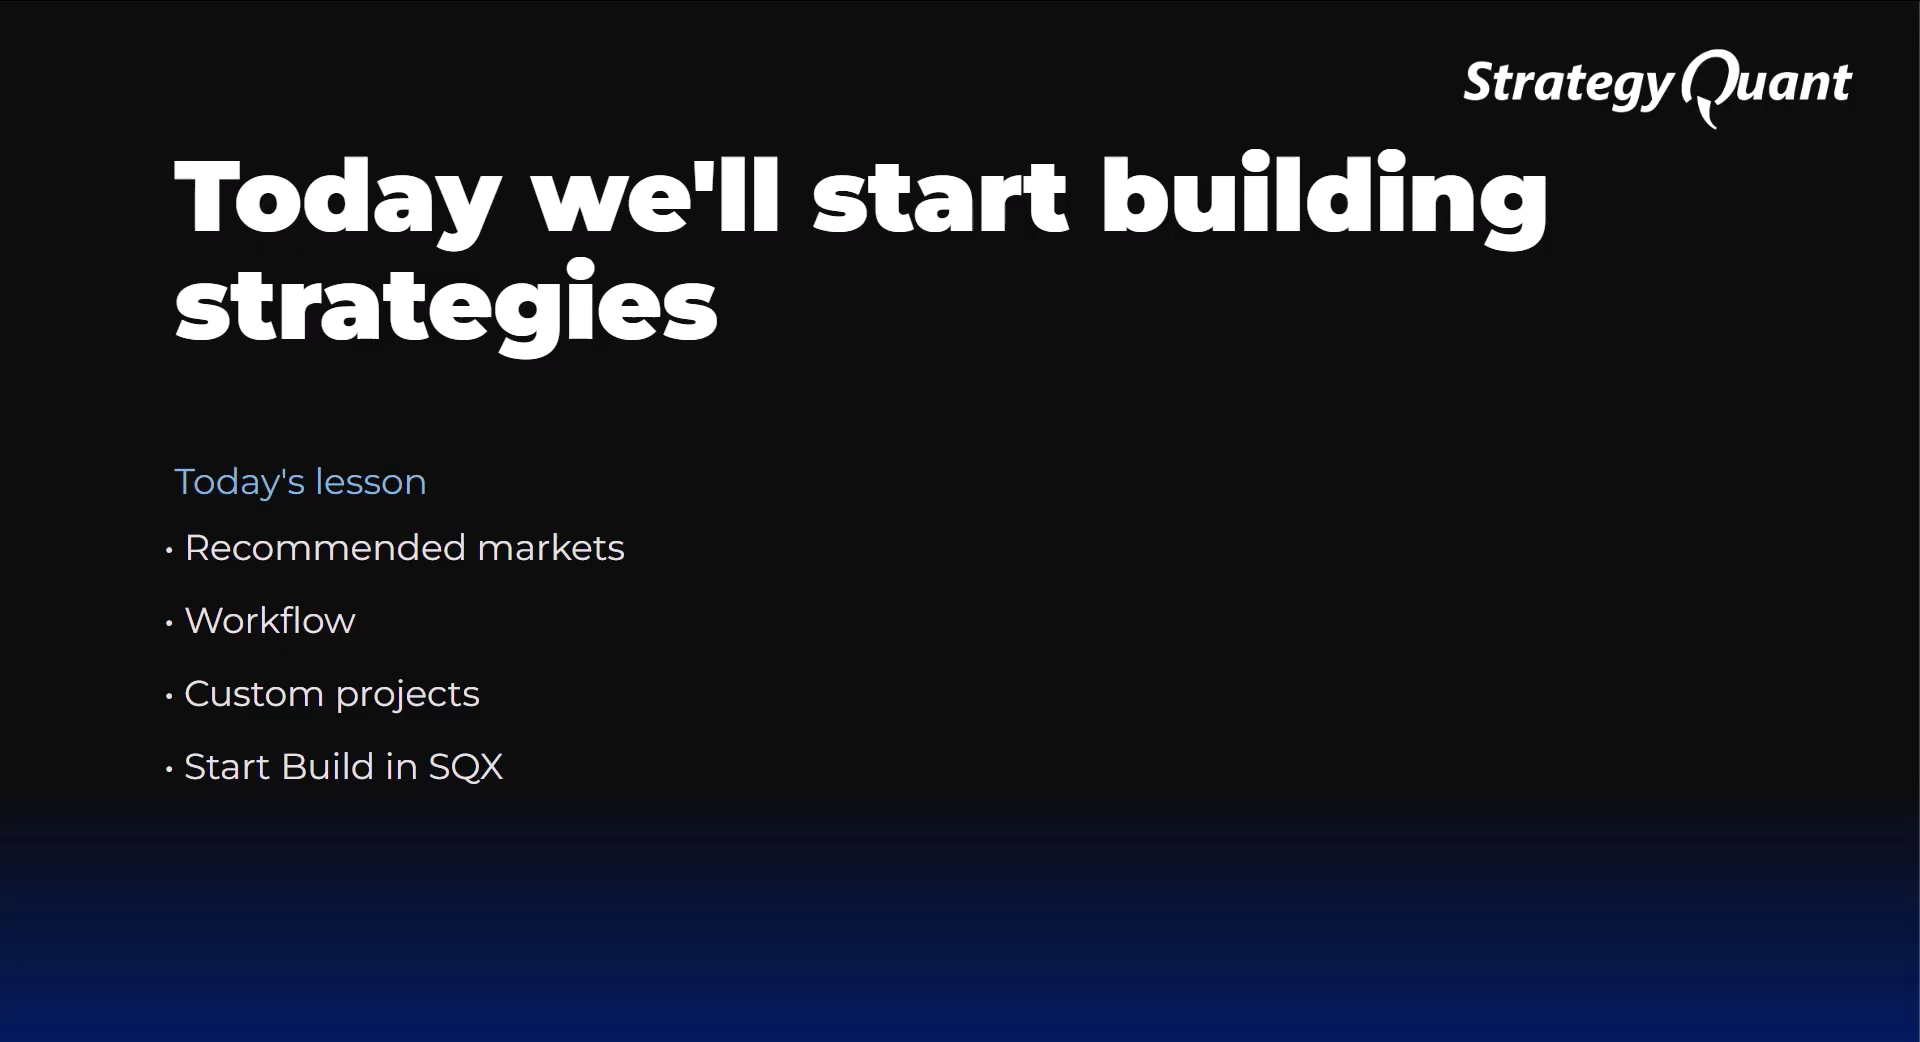 StrategyQuant
Today we'll start building
strategies
Today's lesson
• Recommended markets
• Workflow
• Custom projects
• Start Build in SQX